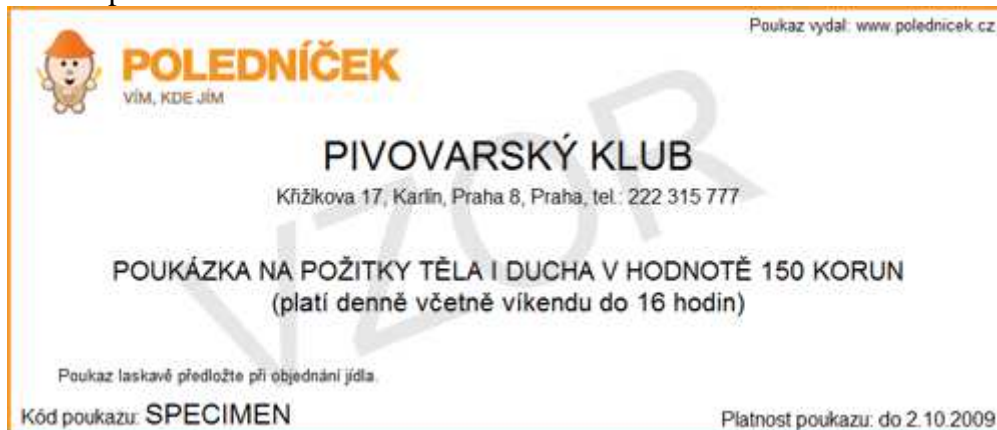 Poukaz vydal: www.polednicek.cz
POLEDNÍČEK
VÍM, KDE JÍM
PIVOVARSKÝ KLUB
Křižíkova 17, Karlín, Praha 8, Praha, tel.: 222 315 777
VZOR
POUKÁZKA NA POŽITKY TĚLA I DUCHA V HODNOTĚ 150 KORUN
(platí denně včetně víkendu do 16 hodin)
Poukaz laskavě předložte při objednání jídla.
Kód poukazu: SPECIMEN
Platnost poukazu: do 2.10.2009